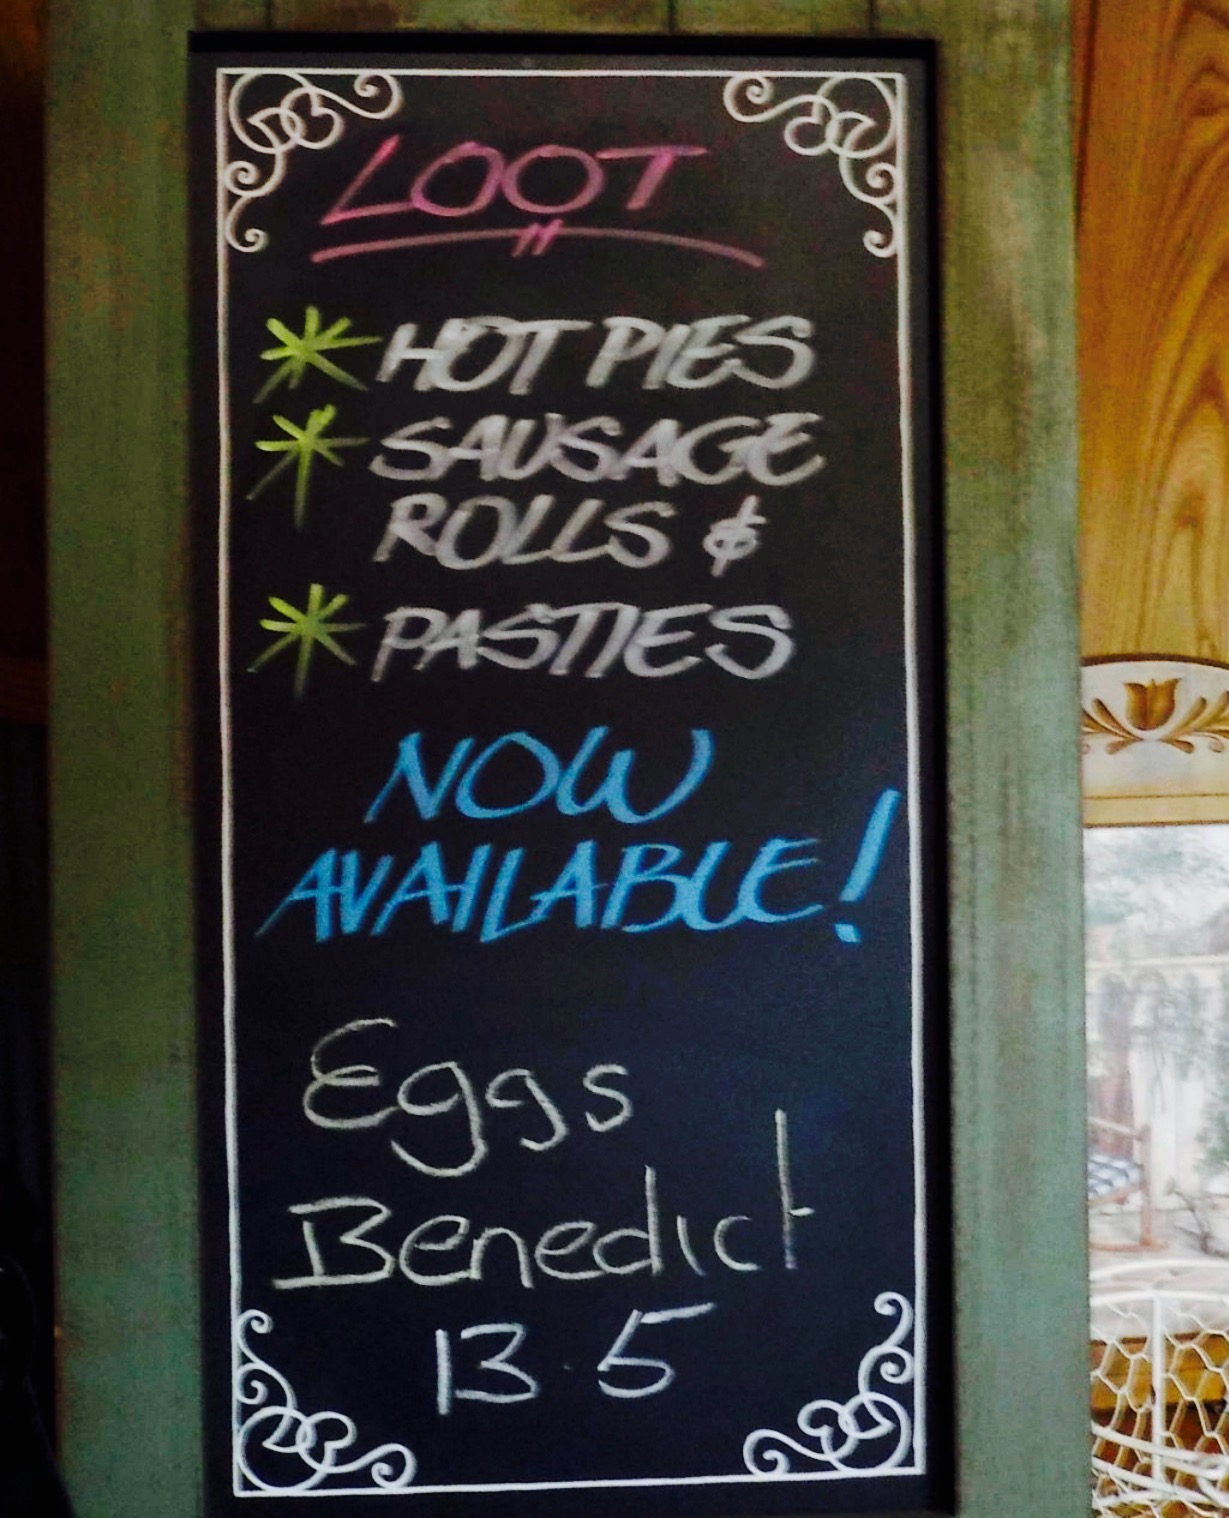 LOOT
* HOT PIES
* SAUSAGE
ROLLS &
* PASTIES
NOW
AVAILABLE!
Eggs
Benedict
13.5